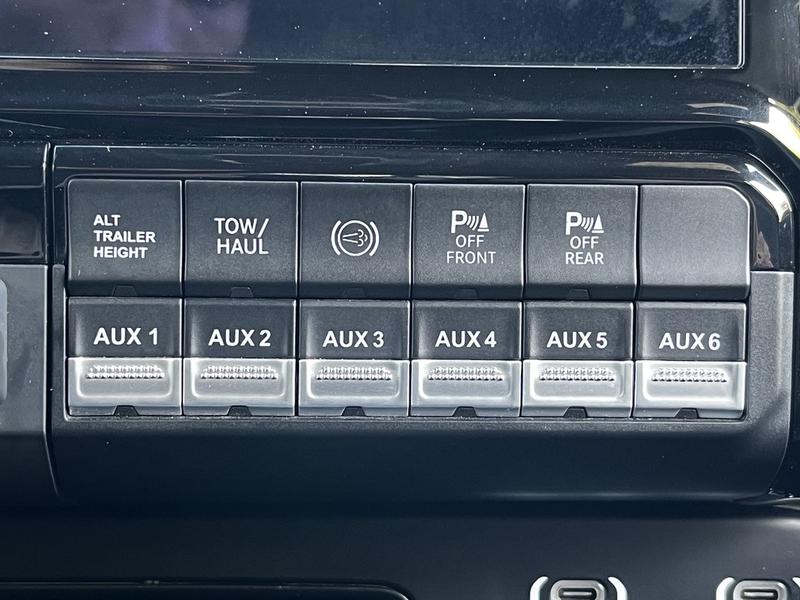 ALT
TRAILER
HEIGHT
TOW/
HAUL
P
OFF
FRONT
P
OFF
REAR
AUX 1
AUX 2
AUX 3
AUX 4
AUX 5
AUX 6